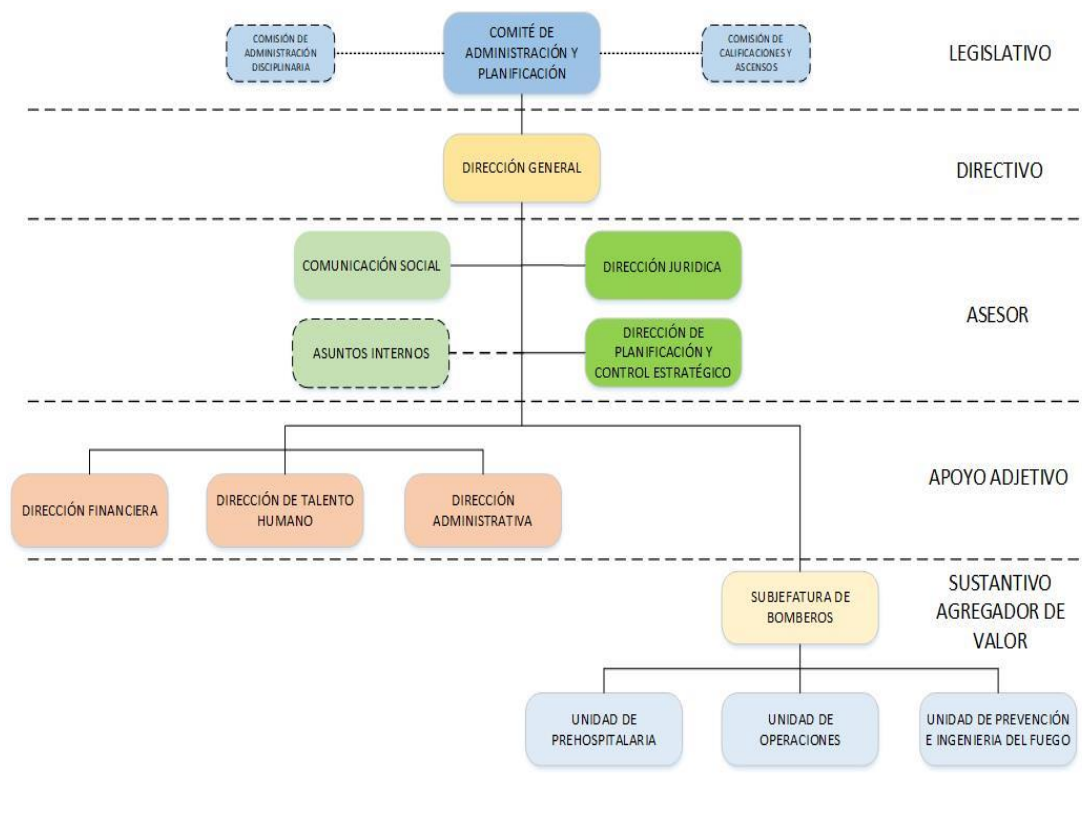 COMISIÓN DE
ADMINISTRACIÓN
DISCIPLINARIA
COMITÉ DE
ADMINISTRACIÓN Y
PLANIFICACIÓN
COMISIÓN DE
CALIFICACIONES Y
ASCENSOS
LEGISLATIVO
DIRECCIÓN GENERAL
DIRECTIVO
COMUNICACIÓN SOCIAL
DIRECCIÓN JURIDICA
ASUNTOS INTERNOS
DIRECCIÓN DE
PLANIFICACIÓN Y
CONTROL ESTRATÉGICO
ASESOR
DIRECCIÓN FINANCIERA
DIRECCIÓN DE TALENTO
HUMANO
DIRECCIÓN
ADMINISTRATIVA
APOYO ADJETIVO
SUBJEFATURA DE
BOMBEROS
SUSTANTIVO
AGREGADOR DE
VALOR
UNIDAD DE
PREHOSPITALARIA
UNIDAD DE
OPERACIONES
UNIDAD DE PREVENCIÓN
E INGENIERIA DEL FUEGO